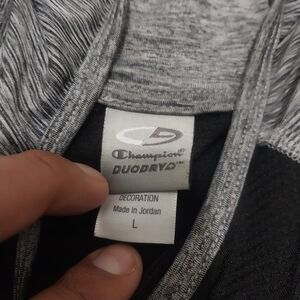 Champion
DUODRY
DECORATION
Made in Jordan
L